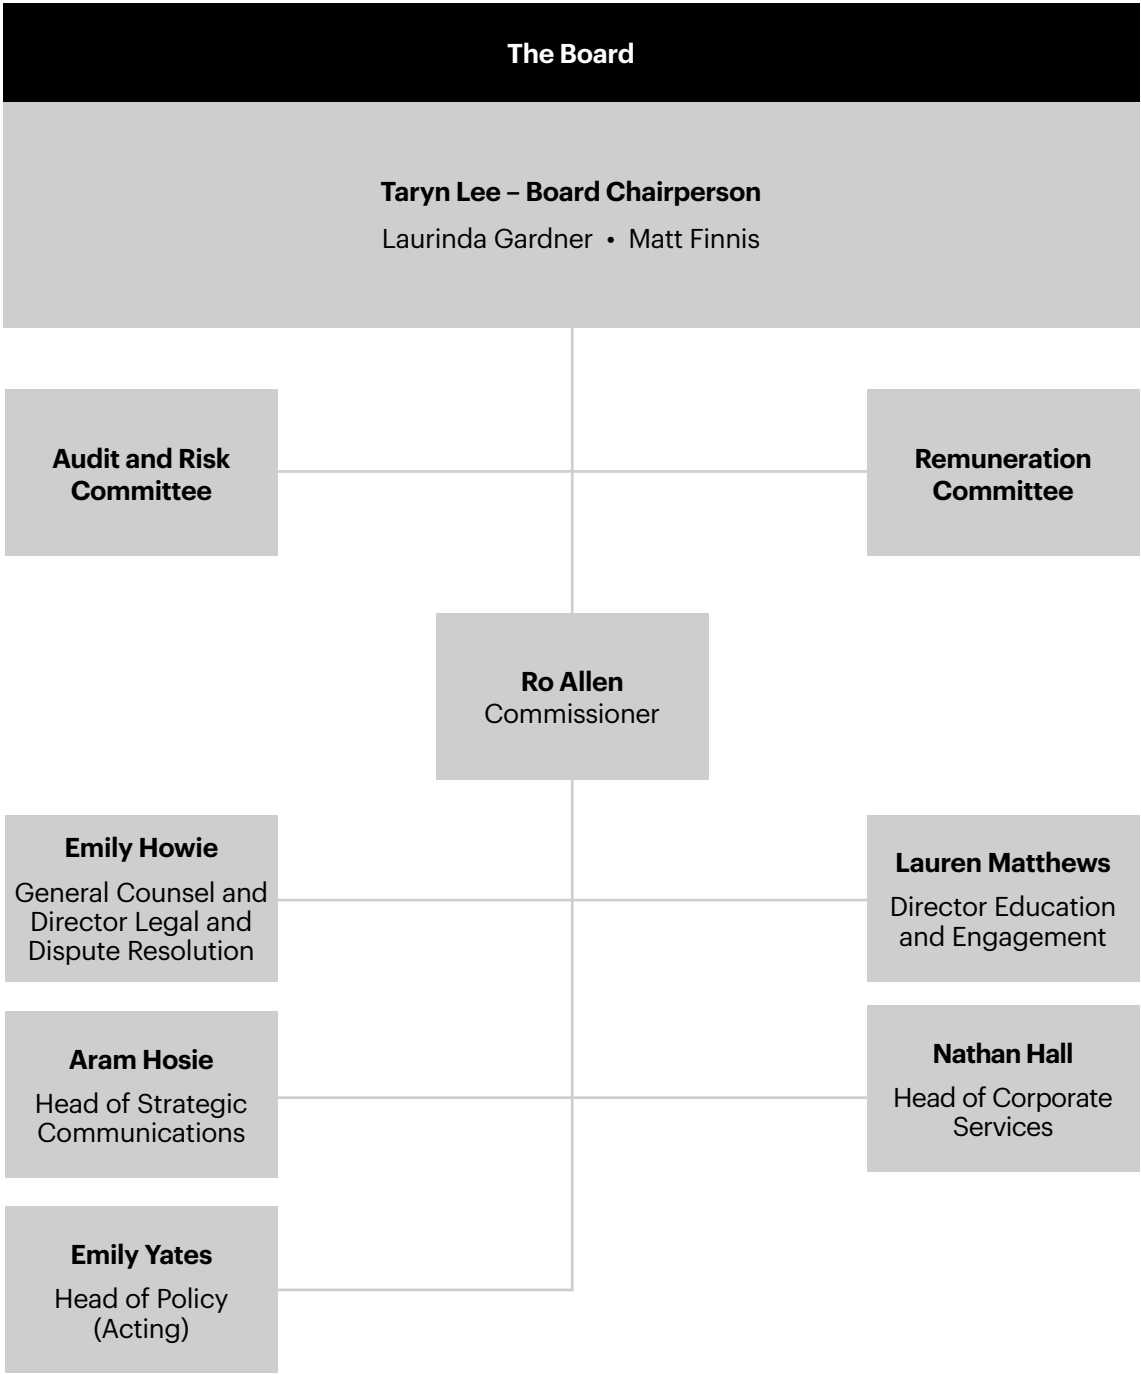 The Board
Taryn Lee – Board Chairperson
Laurinda Gardner • Matt Finnis
Audit and Risk
Committee
Remuneration
Committee
Ro Allen
Commissioner
Emily Howie
General Counsel and
Director Legal and
Dispute Resolution
Lauren Matthews
Director Education
and Engagement
Aram Hosie
Head of Strategic
Communications
Nathan Hall
Head of Corporate
Services
Emily Yates
Head of Policy
(Acting)